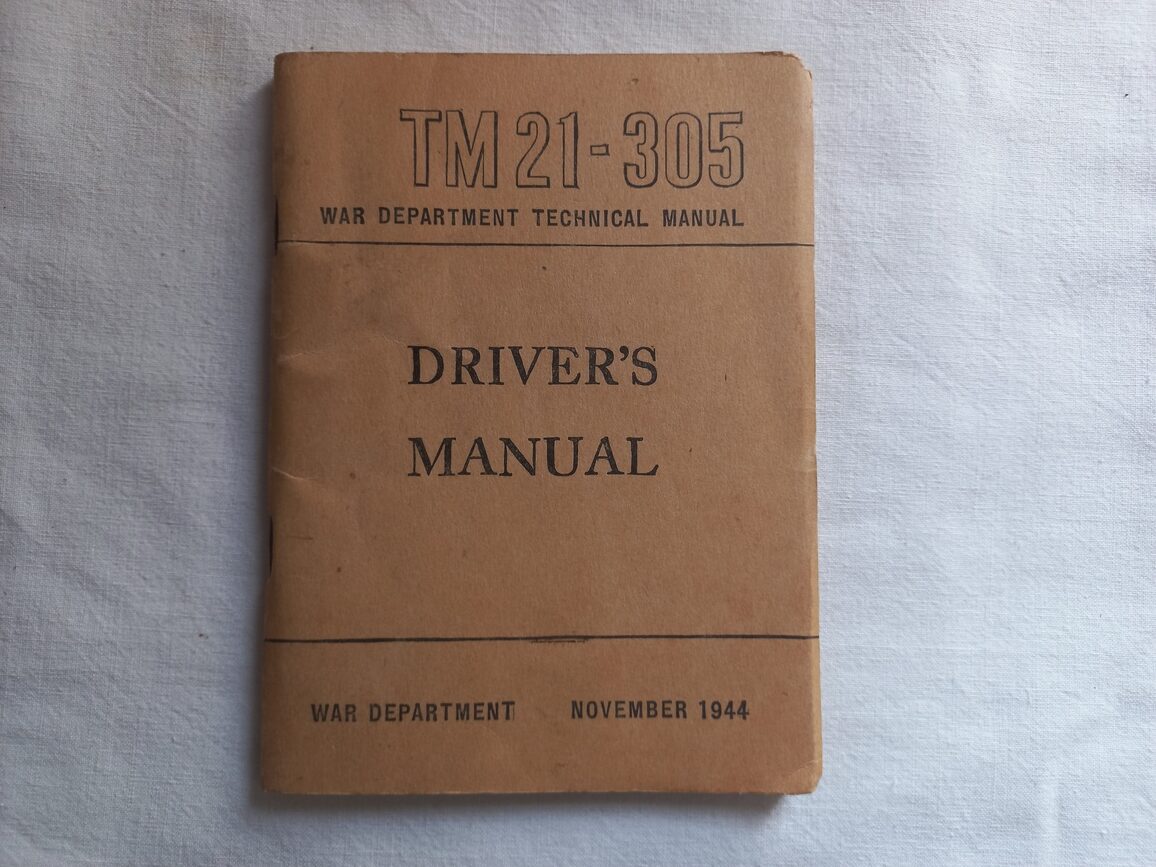 TM 21-305
WAR DEPARTMENT TECHNICAL MANUAL
DRIVER'S
MANUAL
WAR DEPARTMENT NOVEMBER 1944